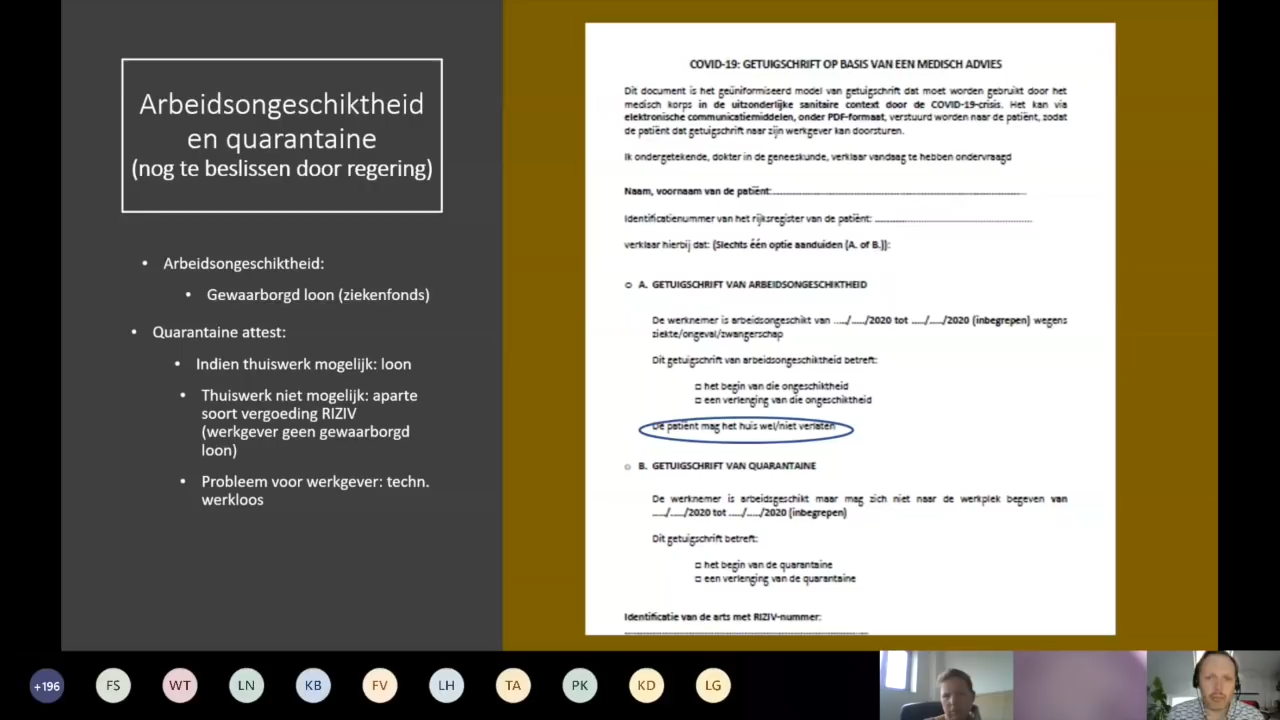 Arbeidsongeschiktheid
en quarantaine
(nog te beslissen door regering)
• Arbeidsongeschiktheid:
• Gewaarborgd loon (ziekenfonds)
• Quarantaine attest:
• Indien thuiswerk mogelijk: loon
• Thuiswerk niet mogelijk: aparte
soort vergoeding RIZIV
(werkgever geen gewaarborgd
loon)
• Probleem voor werkgever: techn.
werkloos
COVID-19: GETUIGSCHRIFT OP BASIS VAN EEN MEDISCH ADVIES
Dit document is het geüniformiseerd model van getuigschrift dat moet worden gebruikt door het
medisch korps in de uitzonderlijke sanitaire context door de COVID-19-crisis. Het kan via
elektronische communicatiemiddelen, onder PDF-formaat, verstuurd worden naar de patiënt, zodat
de patiënt dat getuigschrift naar zijn werkgever kan doorsturen.
Ik ondergetekende, dokter in de geneeskunde, verklaar vandaag te hebben ondervraagd
Naam, voornaam van de patiënt:
Identificatienummer van het rijksregister van de patiënt:
verklaar hierbij dat: (Slechts één optie aanduiden (A. of B.)):
A. GETUIGSCHRIFT VAN ARBEIDSONGESCHIKTHEID
De werknemer is arbeidsongeschikt van ..../..../2020 tot ..../..../2020 (inbegrepen) wegens
ziekte/ongeval/zwangerschap
Dit getuigschrift van arbeidsongeschiktheid betreft:
□ het begin van die ongeschiktheid
□ een verlenging van die ongeschiktheid
De patiënt mag het huis wel/niet verlaten
B. GETUIGSCHRIFT VAN QUARANTAINE
De werknemer is arbeidsgeschikt maar mag zich niet naar de werkplek begeven van
..../..../2020 tot ..../..../2020 (inbegrepen)
Dit getuigschrift betreft:
□ het begin van de quarantaine
□ een verlenging van de quarantaine
Identificatie van de arts met RIZIV-nummer:
+196 FS WT LN KB FV LH TA PK KD LG